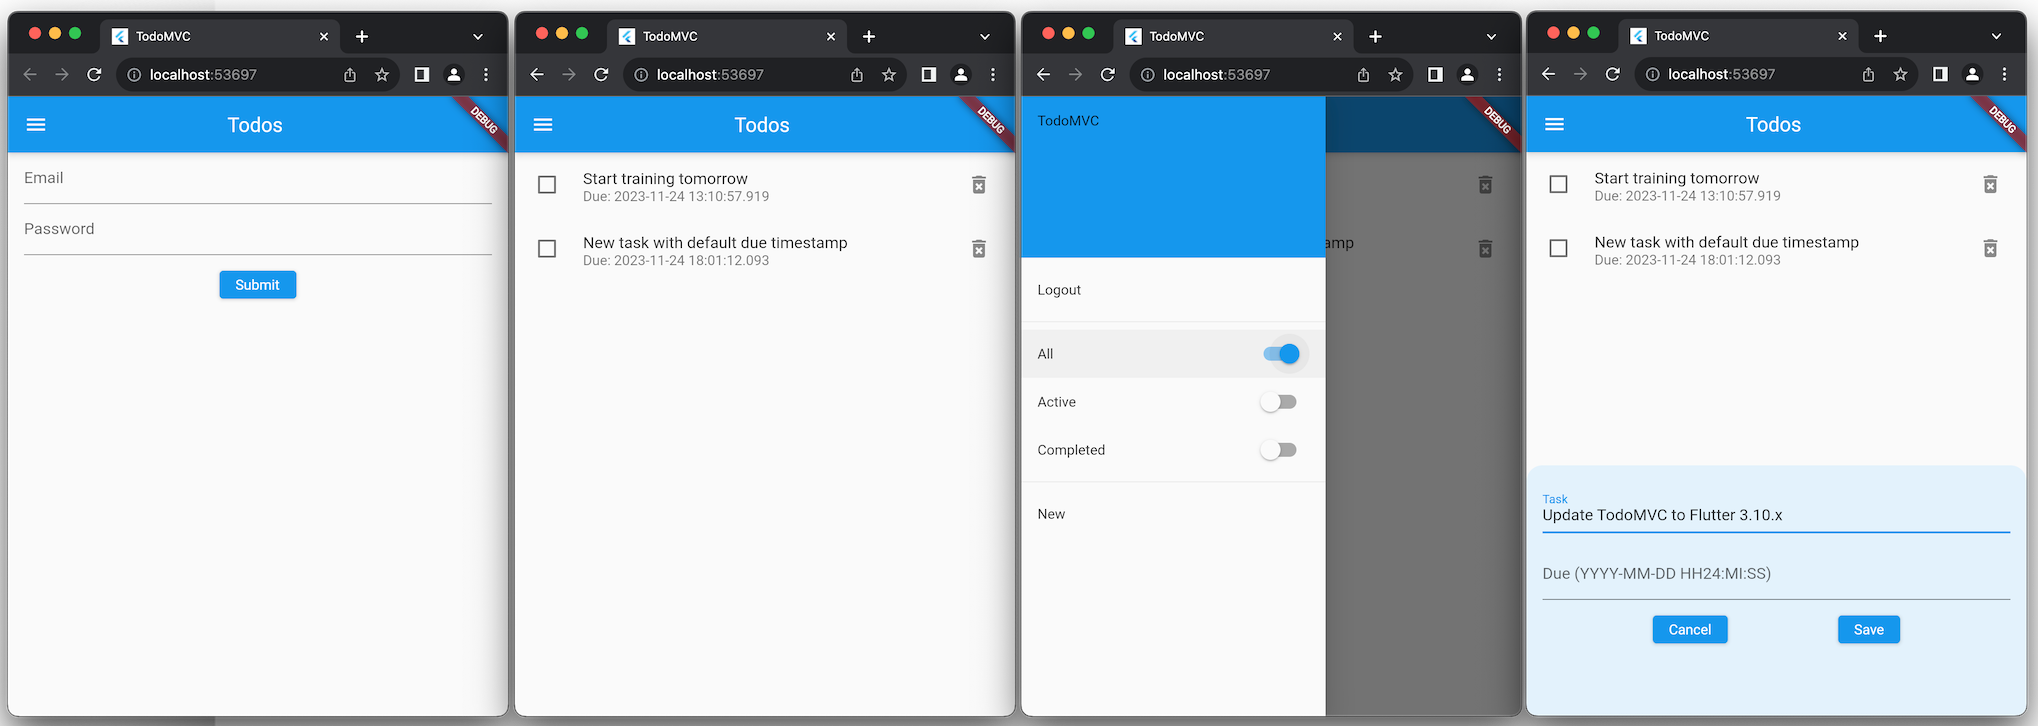 TodoMVC
localhost:53697
Todos
DEBUG
Email
Password
Submit
TodoMVC
localhost:53697
Todos
DEBUG
Start training tomorrow
Due: 2023-11-24 13:10:57.919
New task with default due timestamp
Due: 2023-11-24 18:01:12.093
TodoMVC
localhost:53697
TodoMVC
DEBUG
amp
Logout
All
Active
Completed
New
TodoMVC
localhost:53697
Todos
DEBUG
Start training tomorrow
Due: 2023-11-24 13:10:57.919
New task with default due timestamp
Due: 2023-11-24 18:01:12.093
Task
Update TodoMVC to Flutter 3.10.x
Due (YYYY-MM-DD HH24:MI:SS)
Cancel
Save